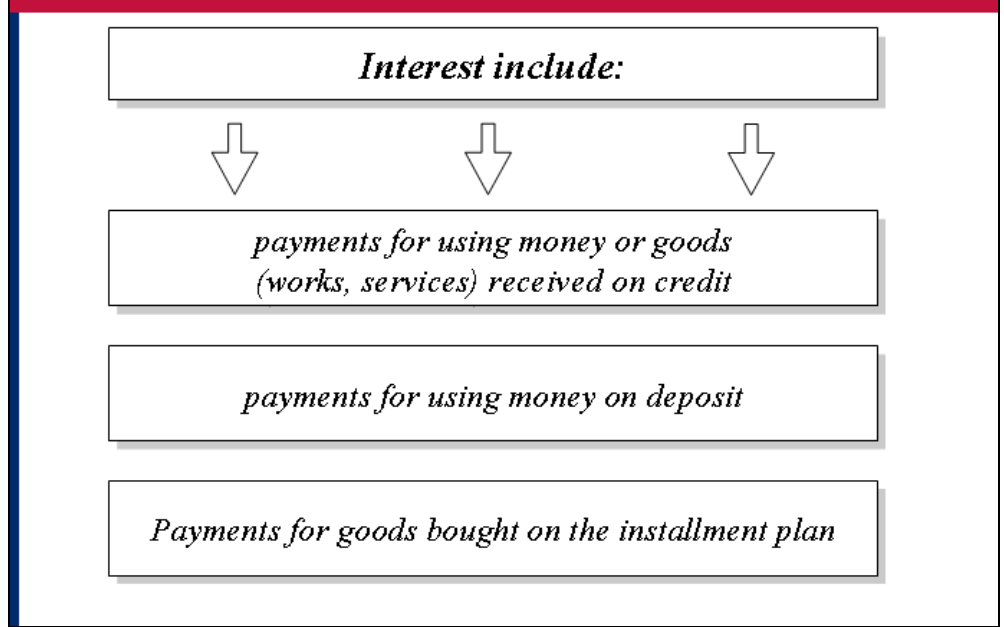 Interest include:
payments for using money or goods
(works, services) received on credit
payments for using money on deposit
Payments for goods bought on the installment plan